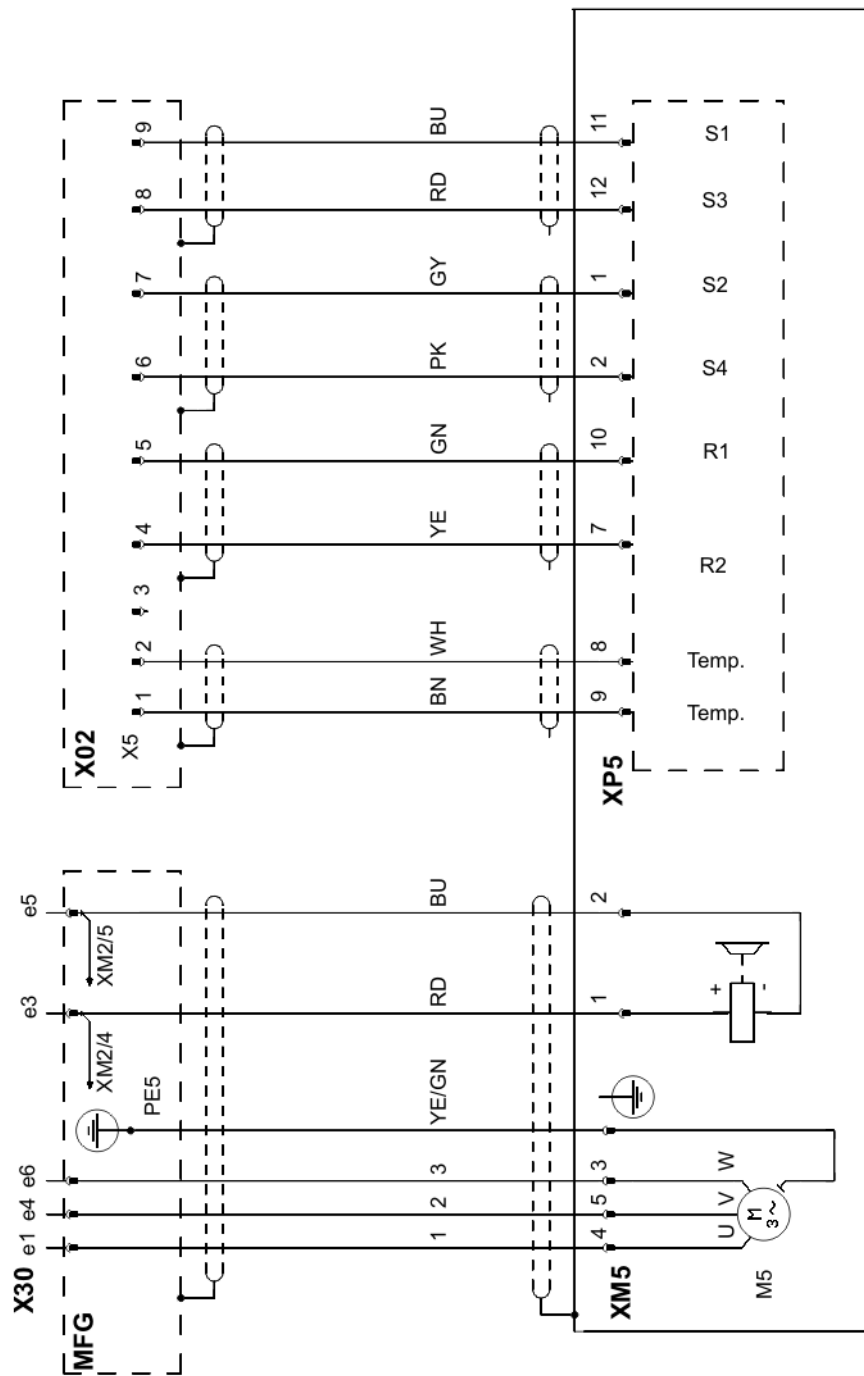 X30
e1
e4
e6
e3
e5
MFG
PE5
XM2/4
XM2/5
1
2
3
YE/GN
RD
BU
XM5
4
5
3
1
2
U
V
W
+
-
M
3~
M5
X02
X5
1
2
3
4
5
6
7
8
9
BN
WH
YE
GN
PK
GY
RD
BU
XP5
9
8
7
10
2
1
12
11
Temp.
Temp.
R2
R1
S4
S2
S3
S1